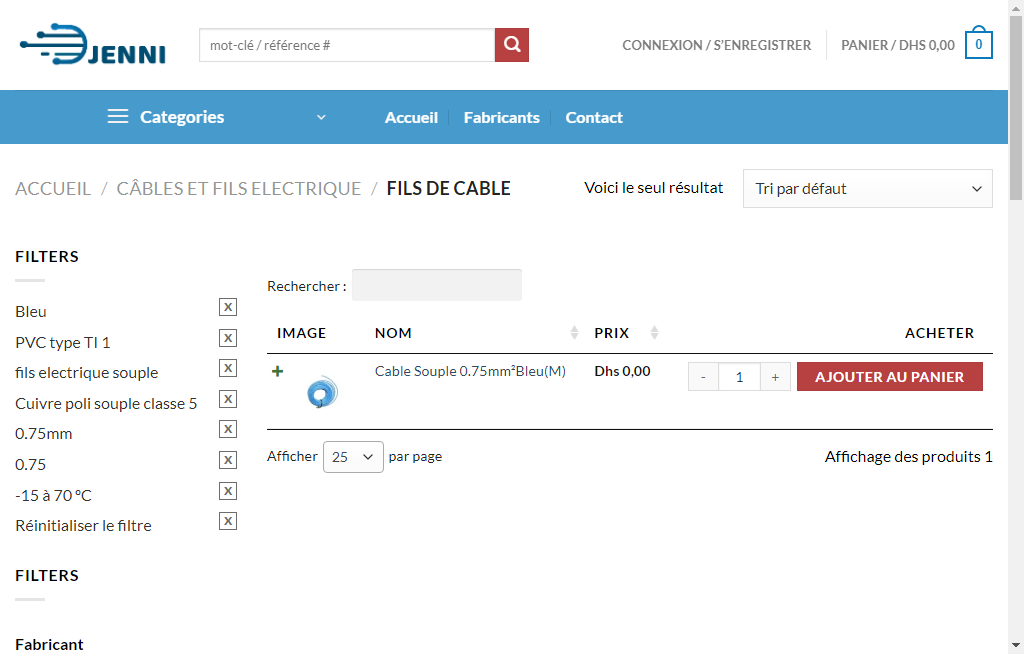 JENNI
mot-clé / référence #
CONNEXION / S'ENREGISTRER
PANIER / DHS 0,00
0
Categories
Accueil
Fabricants
Contact
ACCUEIL / CÂBLES ET FILS ELECTRIQUE / FILS DE CABLE
Voici le seul résultat
Tri par défaut
FILTERS
Bleu X
PVC type TI 1 X
fils electrique souple X
Cuivre poli souple classe 5 X
0.75mm X
0.75 X
-15 à 70 °C X
Réinitialiser le filtre X
FILTERS
Fabricant
Rechercher :
IMAGE NOM PRIX ACHETER
+ Cable Souple 0.75mm²Bleu(M) Dhs 0,00 - 1 + AJOUTER AU PANIER
Afficher 25 par page
Affichage des produits 1